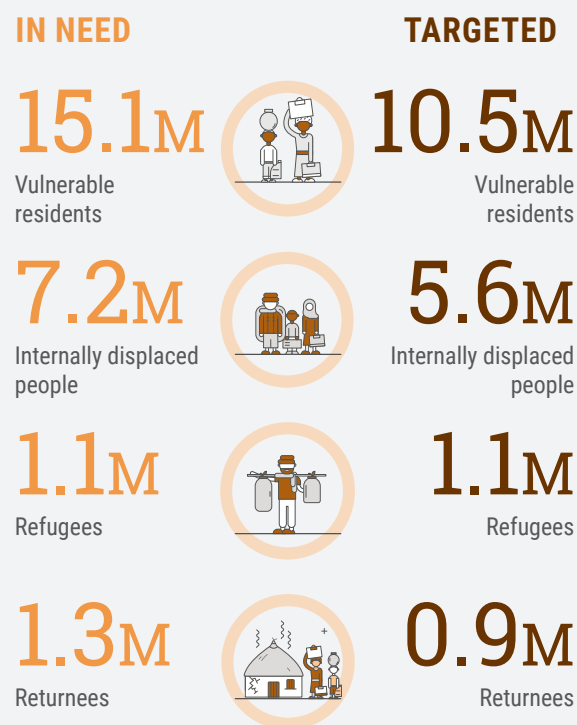 IN NEED TARGETED
15.1M 10.5M
Vulnerable Vulnerable
residents residents
7.2M 5.6M
Internally displaced Internally displaced
people people
1.1M 1.1M
Refugees Refugees
1.3M 0.9M
Returnees Returnees